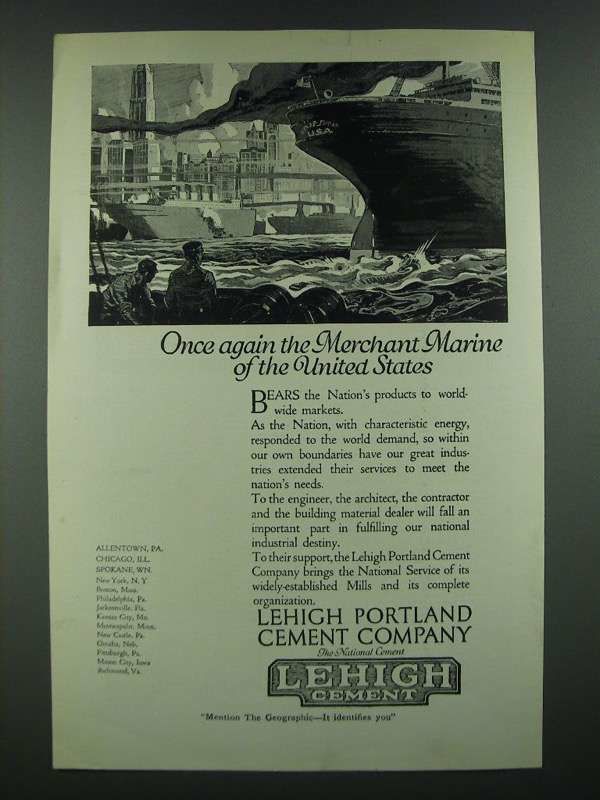 USA
Once again the Merchant Marine
of the United States
BEARS the Nation's products to world-
wide markets.
As the Nation, with characteristic energy,
responded to the world demand, so within
our own boundaries have our great indus-
tries extended their services to meet the
nation's needs.
To the engineer, the architect, the contractor
and the building material dealer will fall an
important part in fulfilling our national
industrial destiny.
To their support, the Lehigh Portland Cement
Company brings the National Service of its
widely-established Mills and its complete
organization.
ALLENTOWN, PA.
CHICAGO, ILL.
SPOKANE, WN.
New York, N. Y
Boston, Mass.
Philadelphia, Pa.
Jacksonville, Fla.
Kansas City, Mo.
Minneapolis, Minn.
New Castle, Pa.
Omaha, Neb.
Pittsburgh, Pa.
Mason City, Iowa
Richmond, Va.
LEHIGH PORTLAND
CEMENT COMPANY
The National Cement
LEHIGH
CEMENT
"Mention The Geographic—It identifies you"